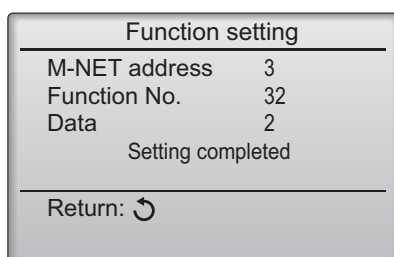 Function setting
M-NET address 3
Function No. 32
Data 2
Setting completed
Return: